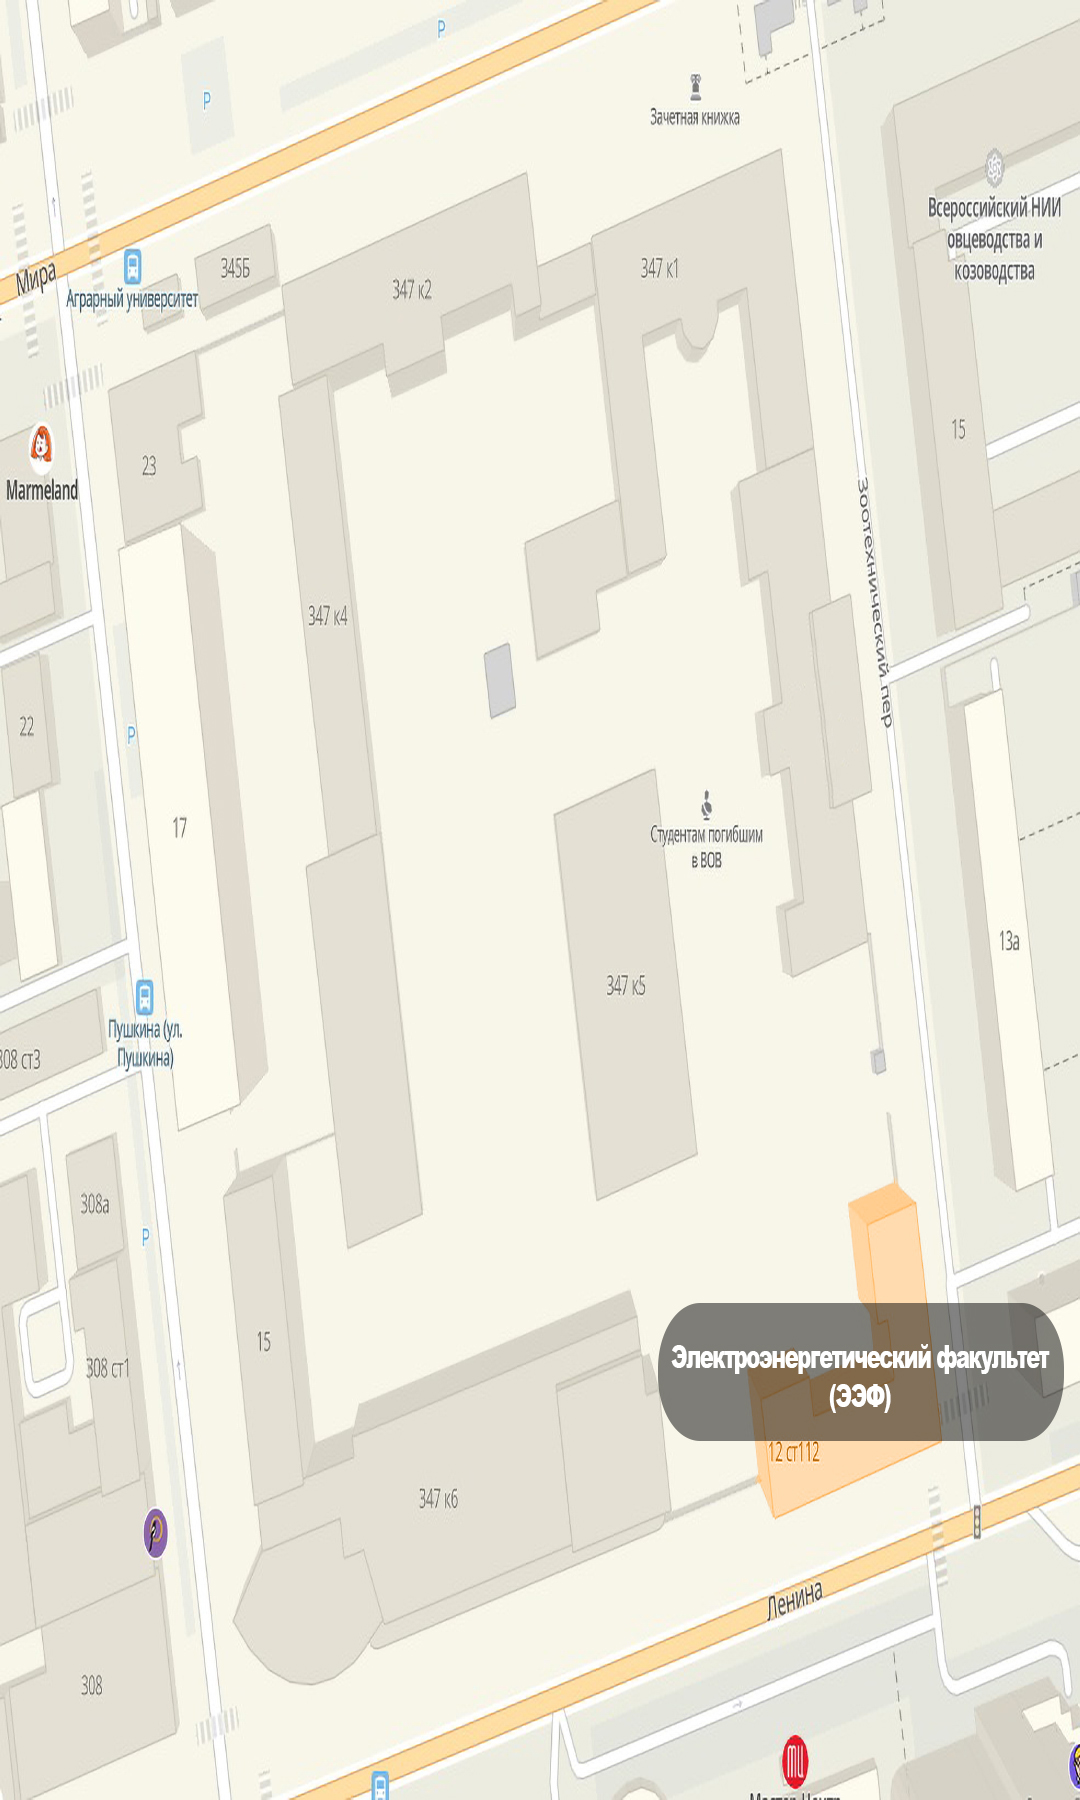 P
P
Зачетная книжка
Всероссийский НИИ
овцеводства и
козоводства
Мира
Аграрный университет
345Б
347 к2
347 к1
23
15
Marmeland
Зоотехнический пер
347 к4
22
P
17
Студентам погибшим
в ВОВ
13а
347 к5
Пушкина (ул.
Пушкина)
308 ст3
308а
P
15
308 ст1
Электроэнергетический факультет
(ЭЭФ)
12 ст112
347 к6
Ленина
308
Мастер Центр